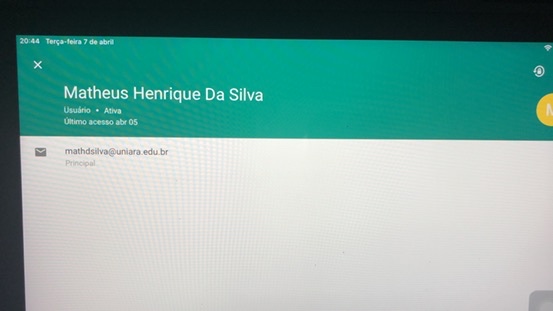 20:44 Terça-feira 7 de abril
Matheus Henrique Da Silva
Usuário • Ativa
Último acesso abr 05
mathdsilva@uniara.edu.br
Principal